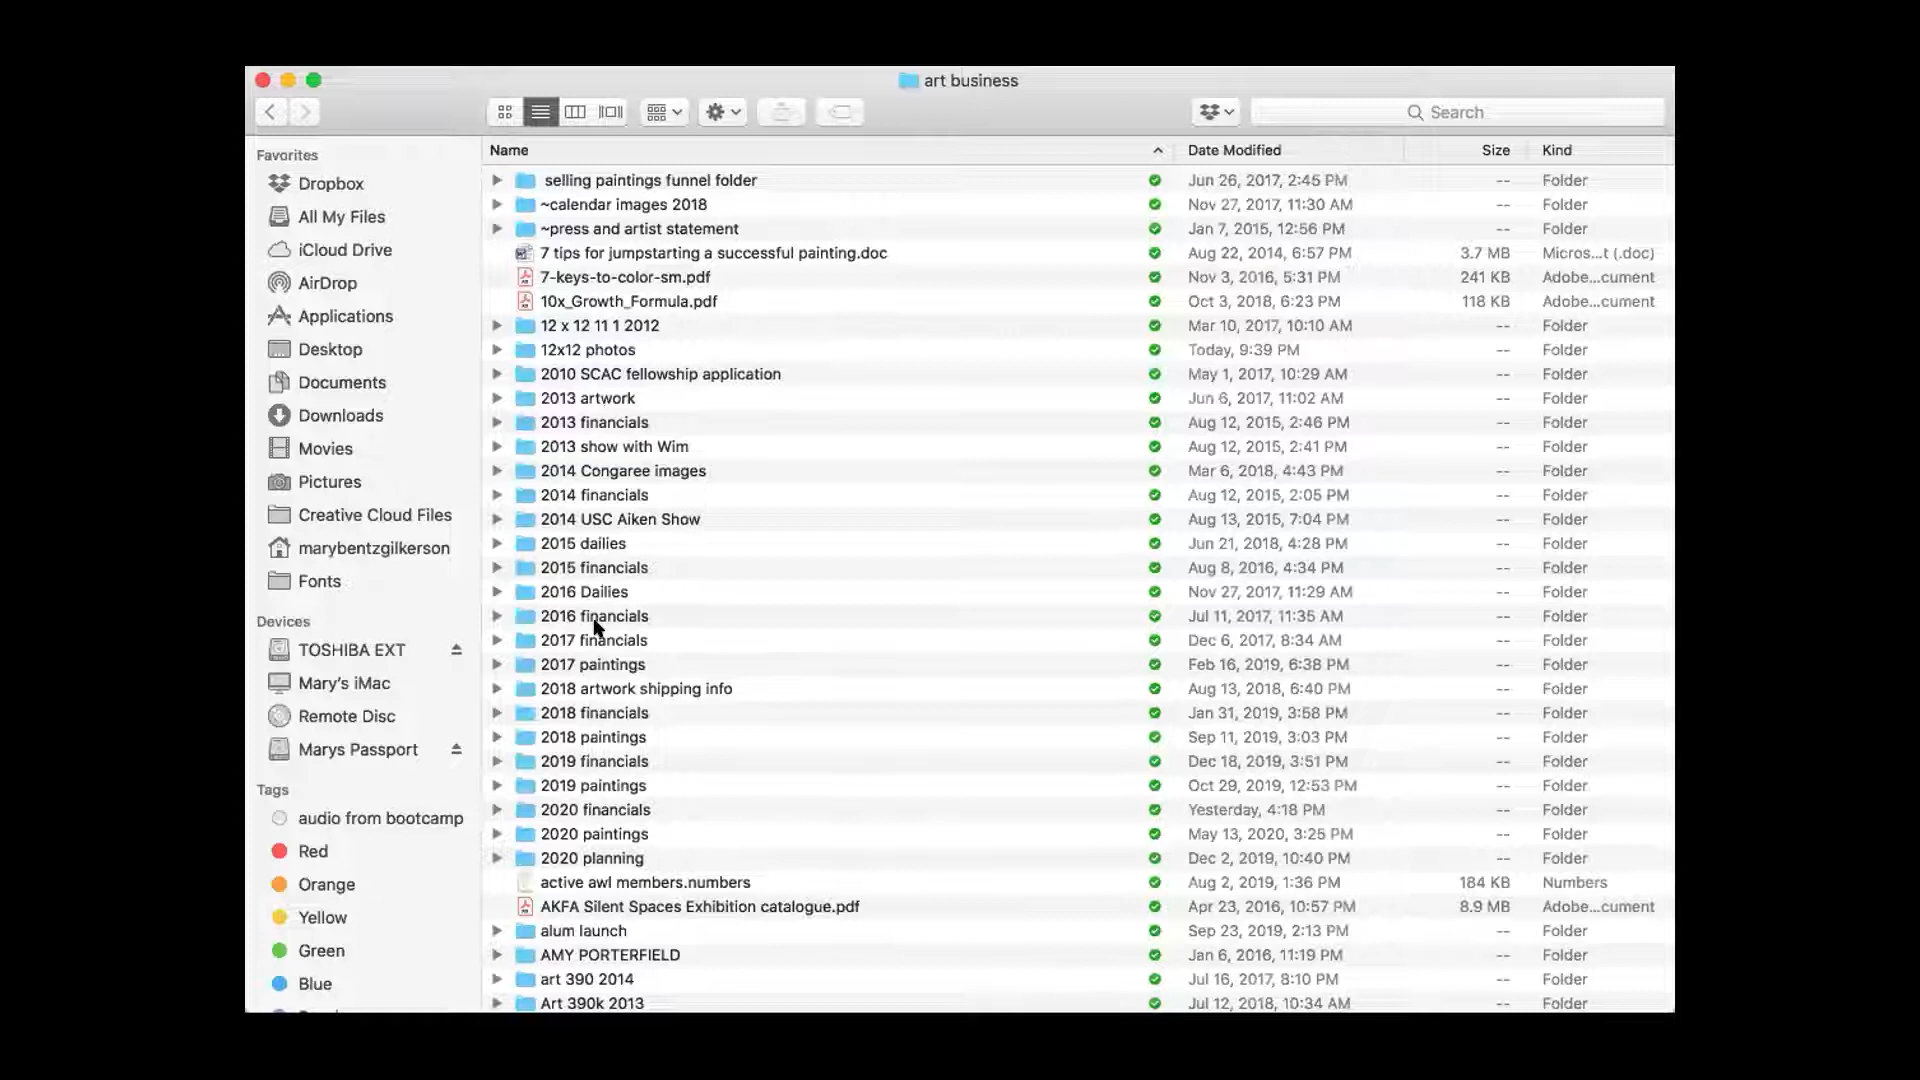 art business
Search
Favorites
Dropbox
All My Files
iCloud Drive
AirDrop
Applications
Desktop
Documents
Downloads
Movies
Pictures
Creative Cloud Files
marybentzgilkerson
Fonts
Devices
TOSHIBA EXT
Mary's iMac
Remote Disc
Marys Passport
Tags
audio from bootcamp
Red
Orange
Yellow
Green
Blue
Name Date Modified Size Kind
selling paintings funnel folder Jun 26, 2017, 2:45 PM -- Folder
~calendar images 2018 Nov 27, 2017, 11:30 AM -- Folder
~press and artist statement Jan 7, 2015, 12:56 PM -- Folder
7 tips for jumpstarting a successful painting.doc Aug 22, 2014, 6:57 PM 3.7 MB Micros...t (.doc)
7-keys-to-color-sm.pdf Nov 3, 2016, 5:31 PM 241 KB Adobe...cument
10x_Growth_Formula.pdf Oct 3, 2018, 6:23 PM 118 KB Adobe...cument
12 x 12 11 1 2012 Mar 10, 2017, 10:10 AM -- Folder
12x12 photos Today, 9:39 PM -- Folder
2010 SCAC fellowship application May 1, 2017, 10:29 AM -- Folder
2013 artwork Jun 6, 2017, 11:02 AM -- Folder
2013 financials Aug 12, 2015, 2:46 PM -- Folder
2013 show with Wim Aug 12, 2015, 2:41 PM -- Folder
2014 Congaree images Mar 6, 2018, 4:43 PM -- Folder
2014 financials Aug 12, 2015, 2:05 PM -- Folder
2014 USC Aiken Show Aug 13, 2015, 7:04 PM -- Folder
2015 dailies Jun 21, 2018, 4:28 PM -- Folder
2015 financials Aug 8, 2016, 4:34 PM -- Folder
2016 Dailies Nov 27, 2017, 11:29 AM -- Folder
2016 financials Jul 11, 2017, 11:35 AM -- Folder
2017 financials Dec 6, 2017, 8:34 AM -- Folder
2017 paintings Feb 16, 2019, 6:38 PM -- Folder
2018 artwork shipping info Aug 13, 2018, 6:40 PM -- Folder
2018 financials Jan 31, 2019, 3:58 PM -- Folder
2018 paintings Sep 11, 2019, 3:03 PM -- Folder
2019 financials Dec 18, 2019, 3:51 PM -- Folder
2019 paintings Oct 29, 2019, 12:53 PM -- Folder
2020 financials Yesterday, 4:18 PM -- Folder
2020 paintings May 13, 2020, 3:25 PM -- Folder
2020 planning Dec 2, 2019, 10:40 PM -- Folder
active awl members.numbers Aug 2, 2019, 1:36 PM 184 KB Numbers
AKFA Silent Spaces Exhibition catalogue.pdf Apr 23, 2016, 10:57 PM 8.9 MB Adobe...cument
alum launch Sep 23, 2019, 2:13 PM -- Folder
AMY PORTERFIELD Jan 6, 2016, 11:19 PM -- Folder
art 390 2014 Jul 16, 2017, 8:10 PM -- Folder
Art 390k 2013 Jul 12, 2018, 10:34 AM -- Folder